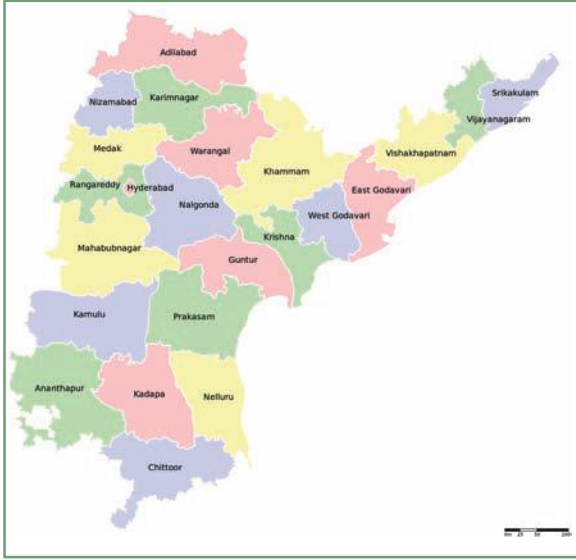 Adilabad
Srikakulam
Nizamabad
Karimnagar
Vijayanagaram
Medak
Warangal
Vishakhapatnam
Khammam
Rangareddy
Hyderabad
East Godavari
Nalgonda
West Godavari
Krishna
Mahabubnagar
Guntur
Kamulu
Prakasam
Ananthapur
Kadapa
Nelluru
Chittoor